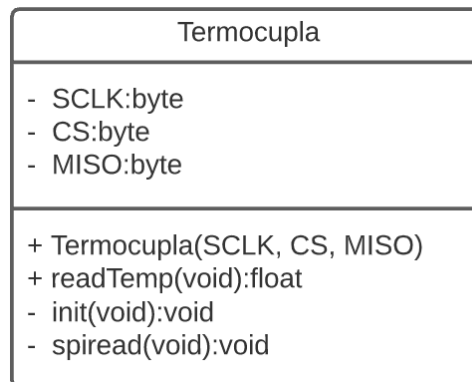 Termocupla
- SCLK:byte
- CS:byte
- MISO:byte
+ Termocupla(SCLK, CS, MISO)
+ readTemp(void):float
- init(void):void
- spiread(void):void